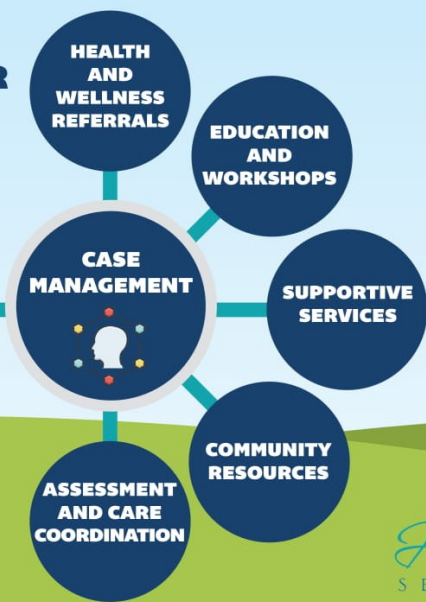 HEALTH
AND
WELLNESS
REFERRALS
EDUCATION
AND
WORKSHOPS
CASE
MANAGEMENT
SUPPORTIVE
SERVICES
COMMUNITY
RESOURCES
ASSESSMENT
AND CARE
COORDINATION